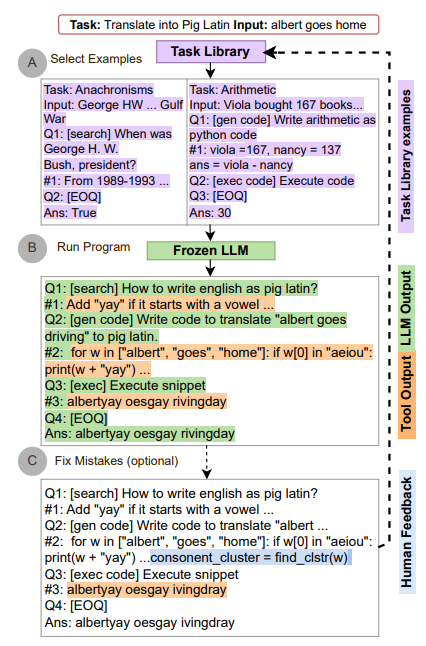 Task: Translate into Pig Latin Input: albert goes home
A
Select Examples
Task Library
Task: Anachronisms
Input: George HW ... Gulf
War
Q1: [search] When was
George H. W.
Bush, president?
#1: From 1989-1993 ...
Q2: [EOQ]
Ans: True
Task: Arithmetic
Input: Viola bought 167 books...
Q1: [gen code] Write arithmetic as
python code
#1: viola =167, nancy = 137
ans = viola - nancy
Q2: [exec code] Execute code
Q3: [EOQ]
Ans: 30
B
Run Program
Frozen LLM
Q1: [search] How to write english as pig latin?
#1: Add "yay" if it starts with a vowel ...
Q2: [gen code] Write code to translate "albert goes
driving" to pig latin.
#2: for w in ["albert", "goes", "home"]: if w[0] in "aeiou":
print(w + "yay") ...
Q3: [exec] Execute snippet
#3: albertyay oesgay rivingday
Q4: [EOQ]
Ans: albertyay oesgay rivingday
C
Fix Mistakes (optional)
Q1: [search] How to write english as pig latin?
#1: Add "yay" if it starts with a vowel ...
Q2: [gen code] Write code to translate "albert ...
#2: for w in ["albert", "goes", "home"]: if w[0] in "aeiou":
print(w + "yay") ...consonent_cluster = find_clstr(w)
Q3: [exec code] Execute snippet
#3: albertyay oesgay ivingdray
Q4: [EOQ]
Ans: albertyay oesgay ivingdray
Task Library examples
LLM Output
Tool Output
Human Feedback